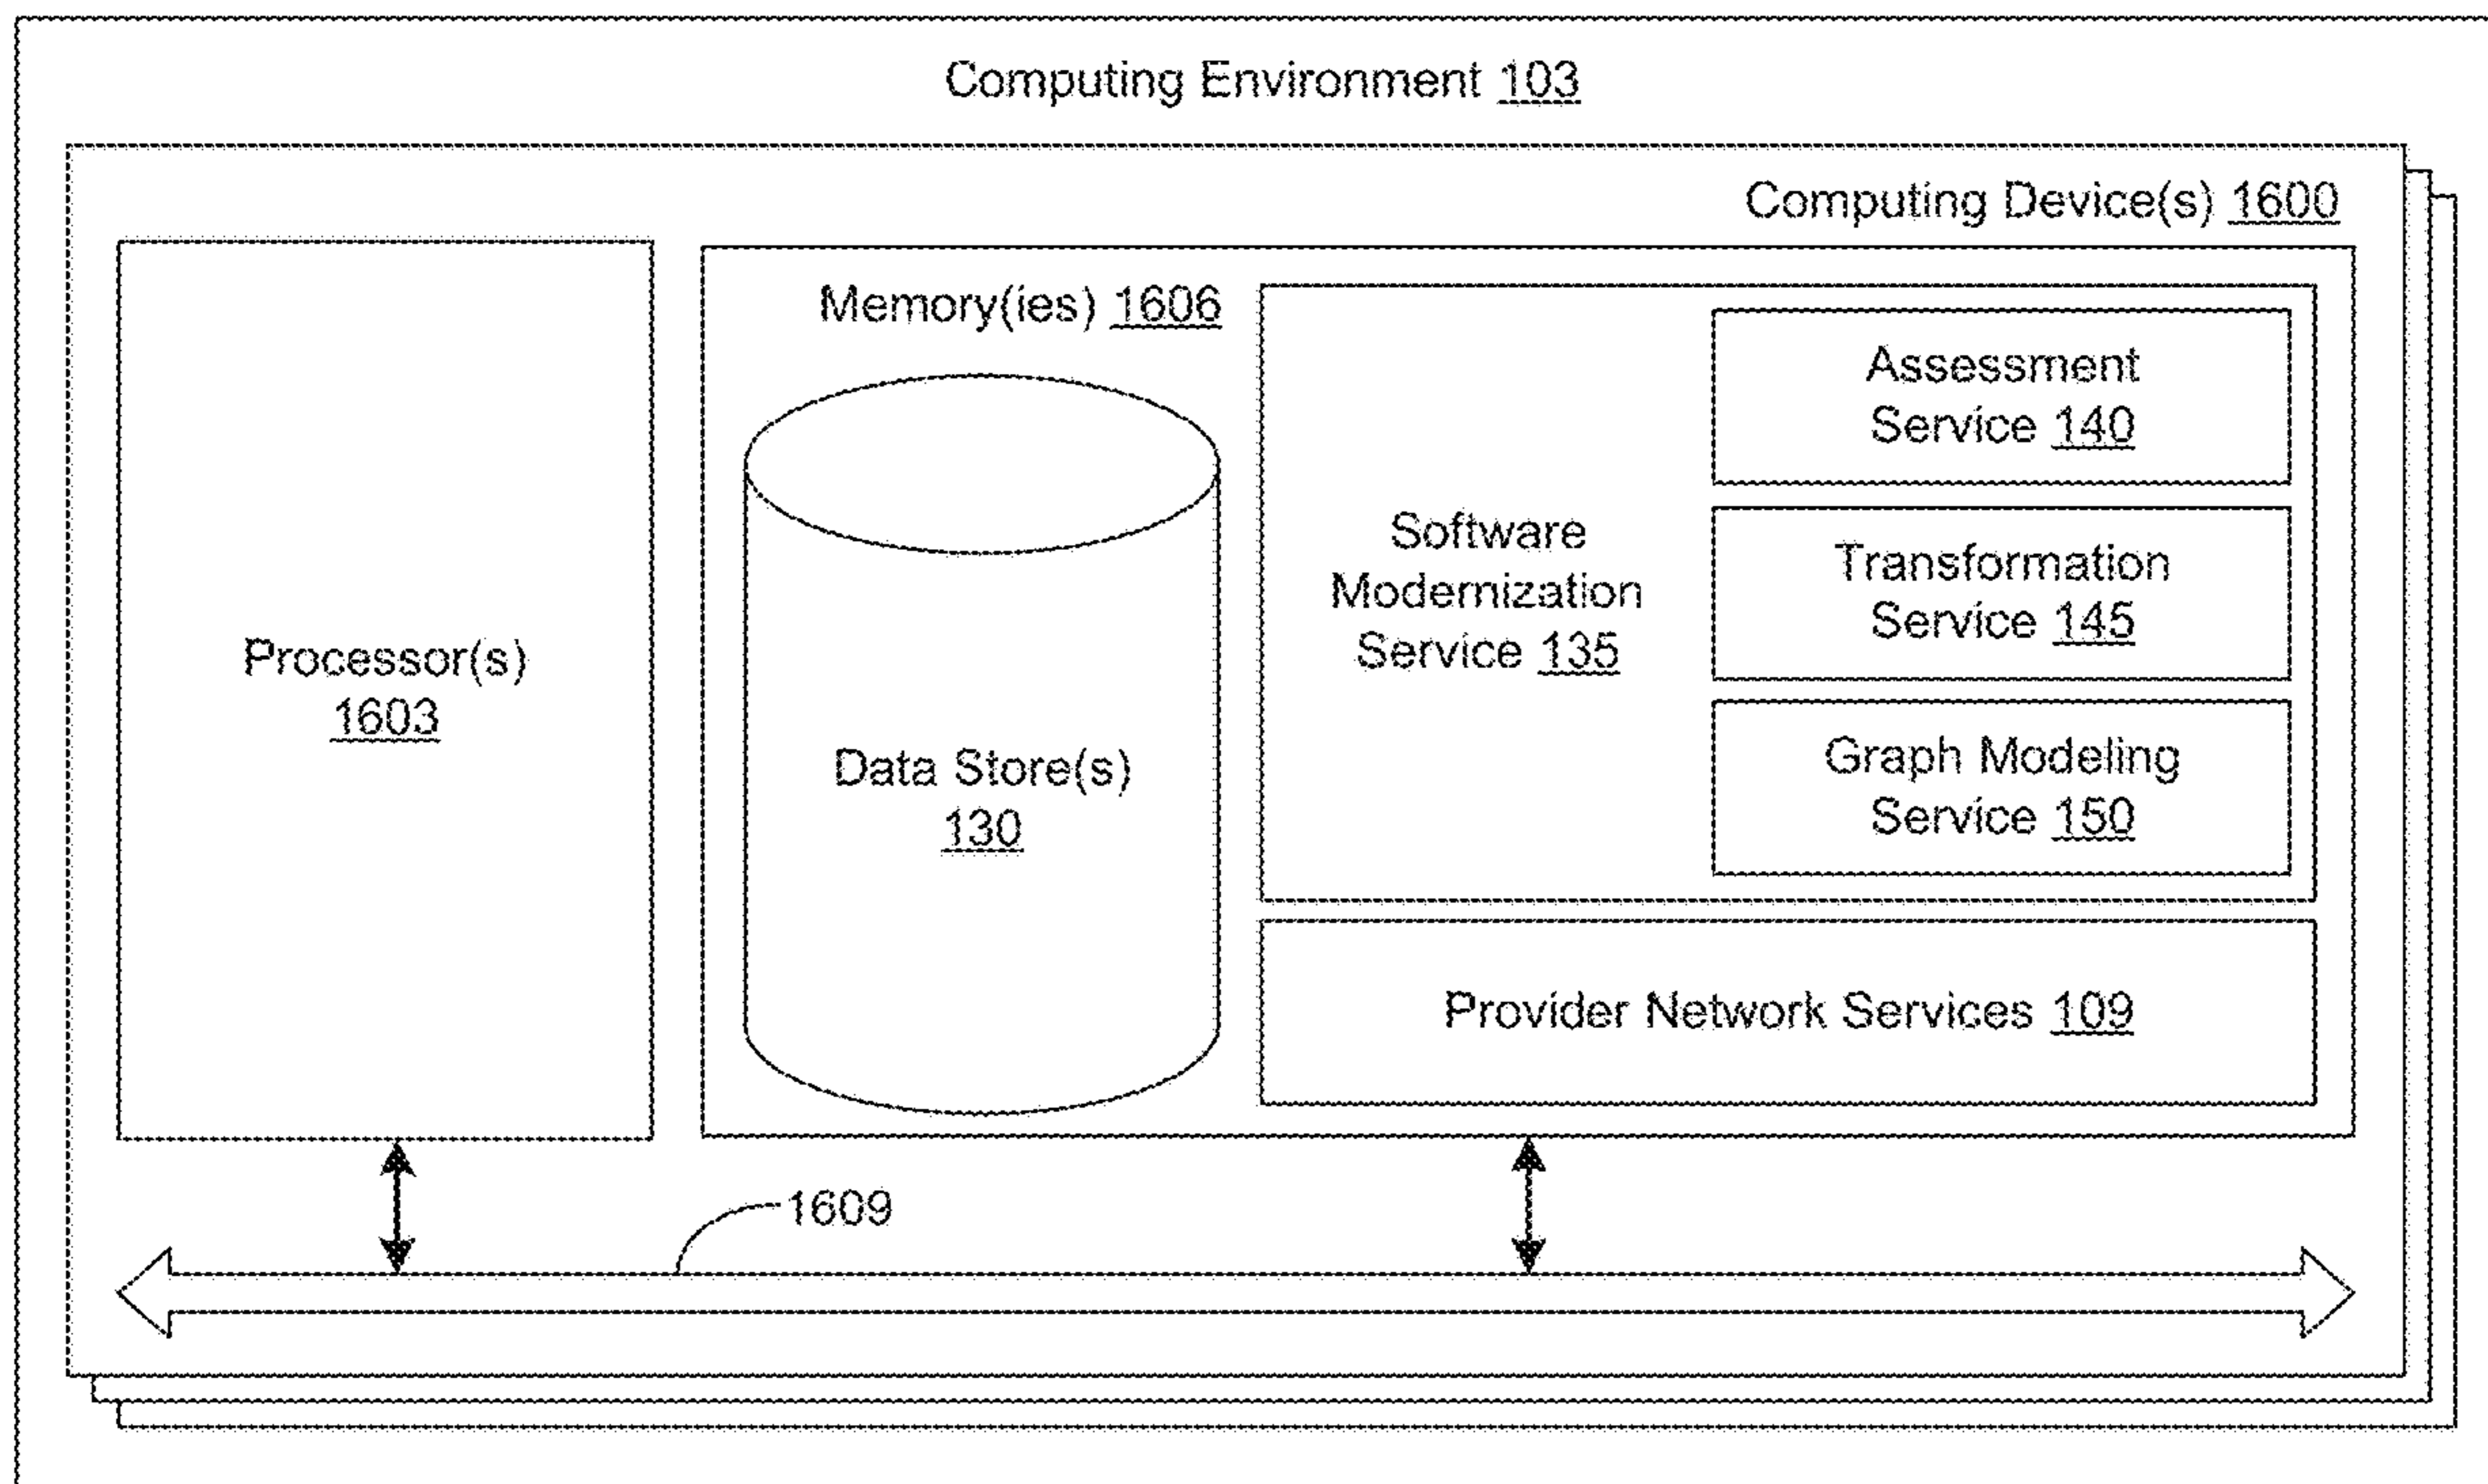 Computing Environment 103
Computing Device(s) 1600
Processor(s)
1603
Memory(ies) 1606
Data Store(s)
130
Software
Modernization
Service 135
Assessment
Service 140
Transformation
Service 145
Graph Modeling
Service 150
Provider Network Services 109
1609